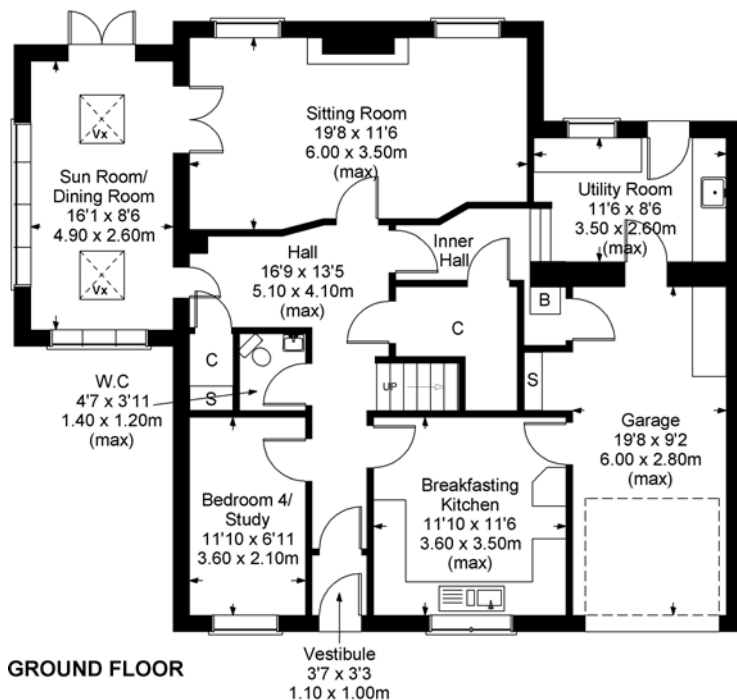 Sitting Room
19'8 x 11'6
6.00 x 3.50m
(max)
Vx
Sun Room/
Dining Room
16'1 x 8'6
4.90 x 2.60m
Vx
Utility Room
11'6 x 8'6
3.50 x 2.60m
(max)
Hall
16'9 x 13'5
5.10 x 4.10m
(max)
Inner
Hall
B
C
C
S
S
UP
W.C
4'7 x 3'11
1.40 x 1.20m
(max)
Garage
19'8 x 9'2
6.00 x 2.80m
(max)
Bedroom 4/
Study
11'10 x 6'11
3.60 x 2.10m
Breakfasting
Kitchen
11'10 x 11'6
3.60 x 3.50m
(max)
GROUND FLOOR
Vestibule
3'7 x 3'3
1.10 x 1.00m